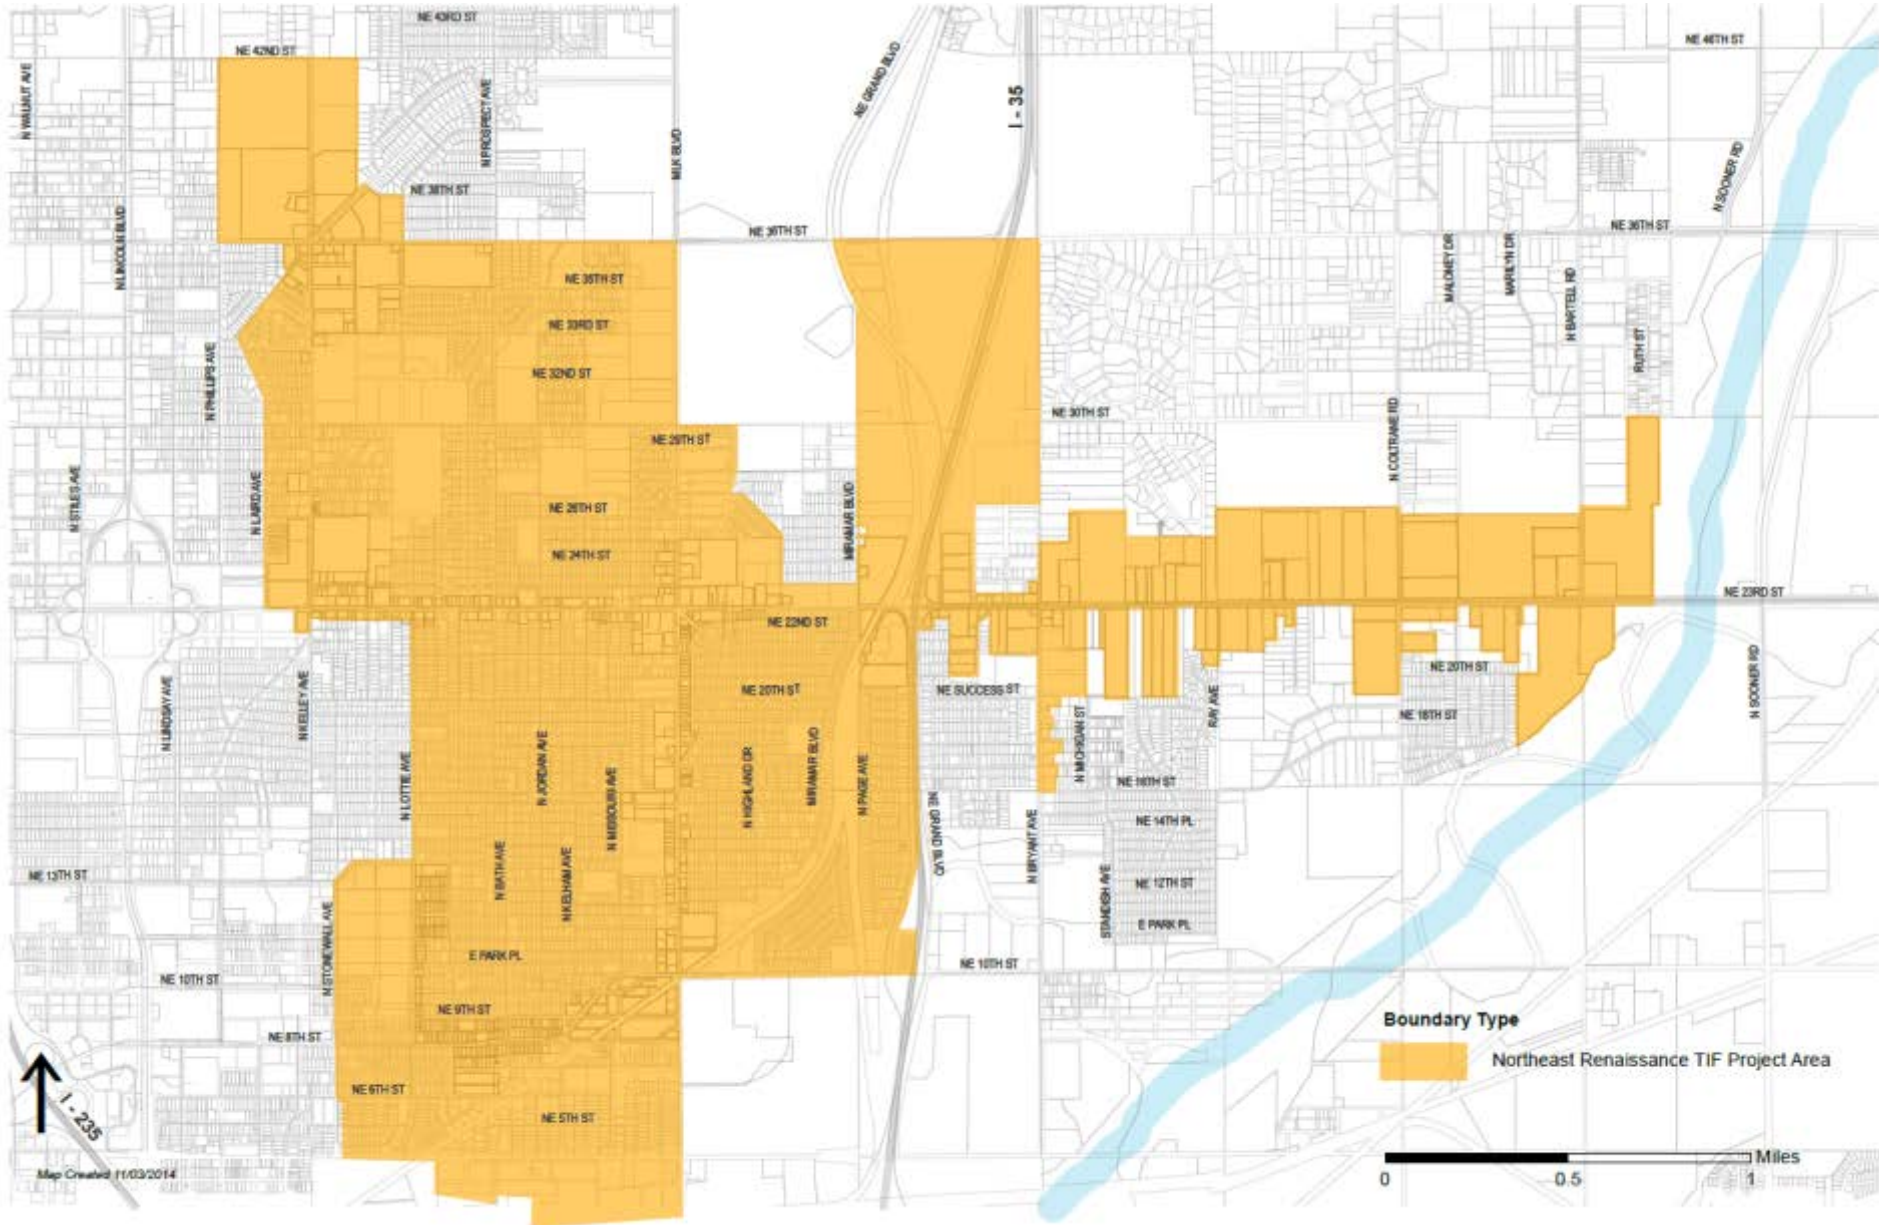 NE 43RD ST
NE 42ND ST
NE 46TH ST
N WALNUT AVE
N PROSPECT AVE
NE GRAND BLVD
I - 35
MLK BLVD
N SOONER RD
NE 38TH ST
N LINCOLN BLVD
NE 36TH ST
NE 36TH ST
MALONEY DR
MARILYN DR
N BARTELL RD
NE 35TH ST
NE 33RD ST
RUTH ST
N PHILLIPS AVE
NE 32ND ST
NE 30TH ST
N COLTRANE RD
NE 29TH ST
N STILES AVE
N LAIRD AVE
NE 26TH ST
MIRAMAR BLVD
NE 24TH ST
NE 23RD ST
NE 22ND ST
N LINDSAY AVE
N KELLEY AVE
NE 20TH ST
NE SUCCESS ST
NE 20TH ST
N SOONER RD
RAY AVE
NE 18TH ST
N MICHIGAN ST
N LOTTIE AVE
N JORDAN AVE
N MISSOURI AVE
N HIGHLAND DR
MIRAMAR BLVD
N PAGE AVE
NE 16TH ST
NE GRAND BLVD
N BRYANT AVE
NE 14TH PL
NE 13TH ST
N BATH AVE
N KELHAM AVE
NE 12TH ST
STANDISH AVE
E PARK PL
N STONEWALL AVE
E PARK PL
NE 10TH ST
NE 10TH ST
NE 9TH ST
NE 8TH ST
Boundary Type
Northeast Renaissance TIF Project Area
NE 6TH ST
NE 5TH ST
I - 235
Map Created 11/03/2014
Miles
0 0.5 1